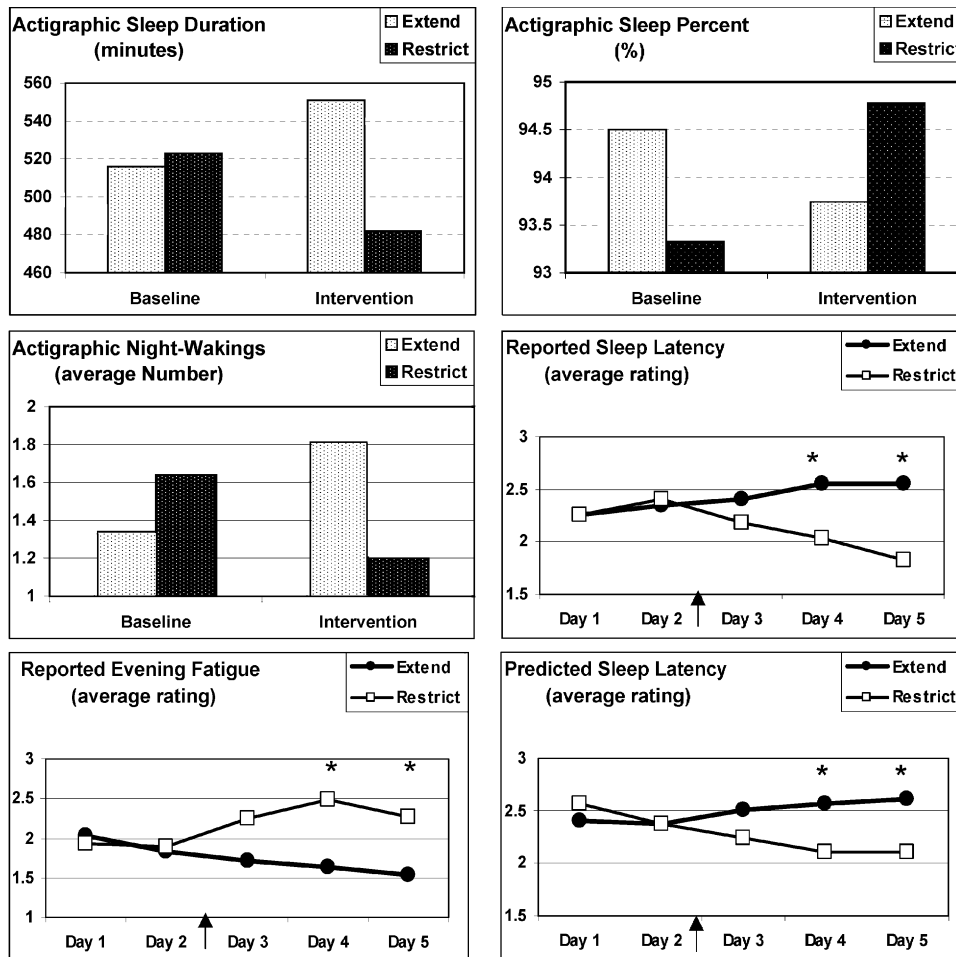 Actigraphic Sleep Duration
(minutes)
Extend
Restrict
560
540
520
500
480
460
Baseline
Intervention
Actigraphic Sleep Percent
(%)
Extend
Restrict
95
94.5
94
93.5
93
Baseline
Intervention
Actigraphic Night-Wakings
(average Number)
Extend
Restrict
2
1.8
1.6
1.4
1.2
1
Baseline
Intervention
Reported Sleep Latency
(average rating)
Extend
Restrict
3
2.5
2
1.5
* *
Day 1 Day 2 Day 3 Day 4 Day 5
Reported Evening Fatigue
(average rating)
Extend
Restrict
3
2.5
2
1.5
1
* *
Day 1 Day 2 Day 3 Day 4 Day 5
Predicted Sleep Latency
(average rating)
Extend
Restrict
3
2.5
2
1.5
* *
Day 1 Day 2 Day 3 Day 4 Day 5